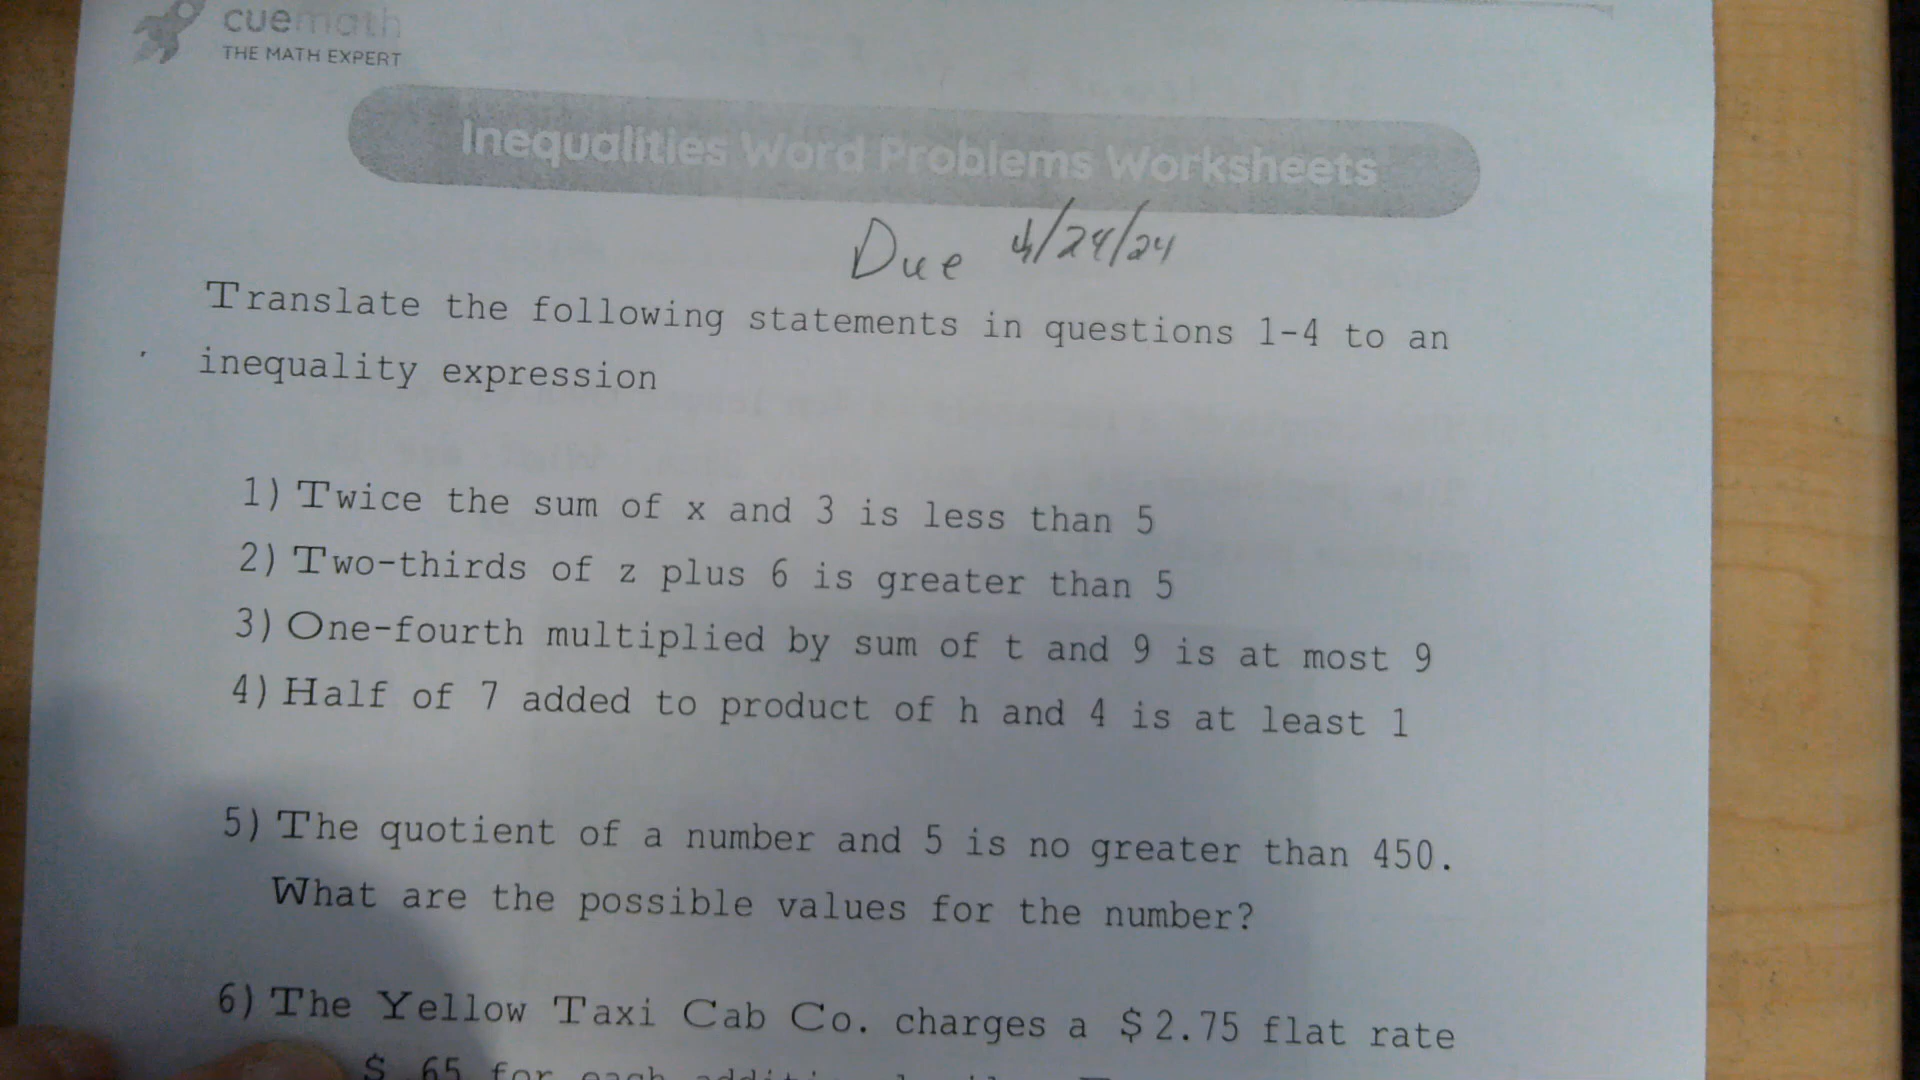 cuemath
THE MATH EXPERT
Inequalities Word Problems Worksheets
Due 4/24/24
Translate the following statements in questions 1-4 to an
inequality expression
1) Twice the sum of x and 3 is less than 5
2) Two-thirds of z plus 6 is greater than 5
3) One-fourth multiplied by sum of t and 9 is at most 9
4) Half of 7 added to product of h and 4 is at least 1
5) The quotient of a number and 5 is no greater than 450.
What are the possible values for the number?
6) The Yellow Taxi Cab Co. charges a $2.75 flat rate
$ 65 for each